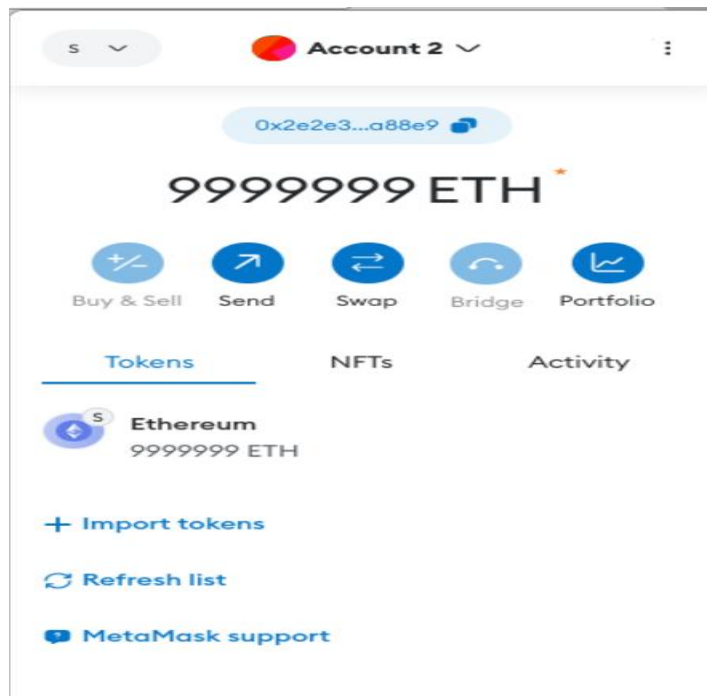 S
Account 2
0x2e2e3...a88e9
9999999 ETH *
Buy & Sell Send Swap Bridge Portfolio
Tokens NFTs Activity
S
Ethereum
9999999 ETH
+ Import tokens
Refresh list
MetaMask support